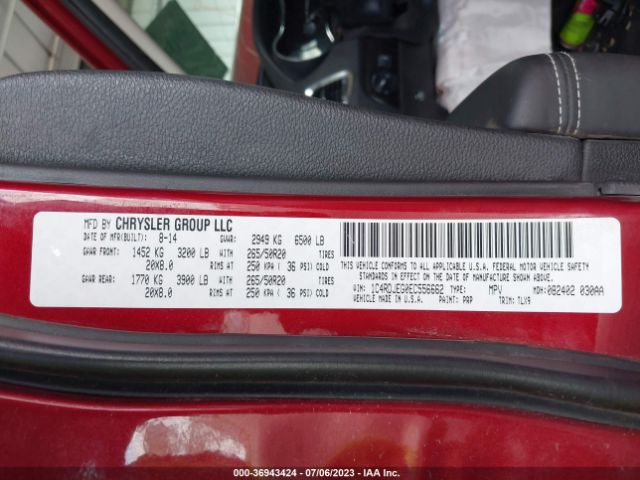 MFD BY CHRYSLER GROUP LLC
DATE OF MFR(BUILT): 8-14 GVWR: 2949 KG 6500 LB
GAWR FRONT: 1452 KG 3200 LB WITH 265/50R20 TIRES
20X8.0 RIMS AT 250 KPA ( 36 PSI) COLD
GAWR REAR: 1770 KG 3900 LB WITH 265/50R20 TIRES
20X8.0 RIMS AT 250 KPA ( 36 PSI) COLD
THIS VEHICLE CONFORMS TO ALL APPLICABLE U.S.A. FEDERAL MOTOR VEHICLE SAFETY
STANDARDS IN EFFECT ON THE DATE OF MANUFACTURE SHOWN ABOVE.
VIN: 1C4RDJEG0EC556662 TYPE: MPV MDH: 082402 030AA
VEHICLE MADE IN U.S.A. PAINT: PRP TRIM: TLX9
000-36943424 - 07/06/2023 - IAA Inc.